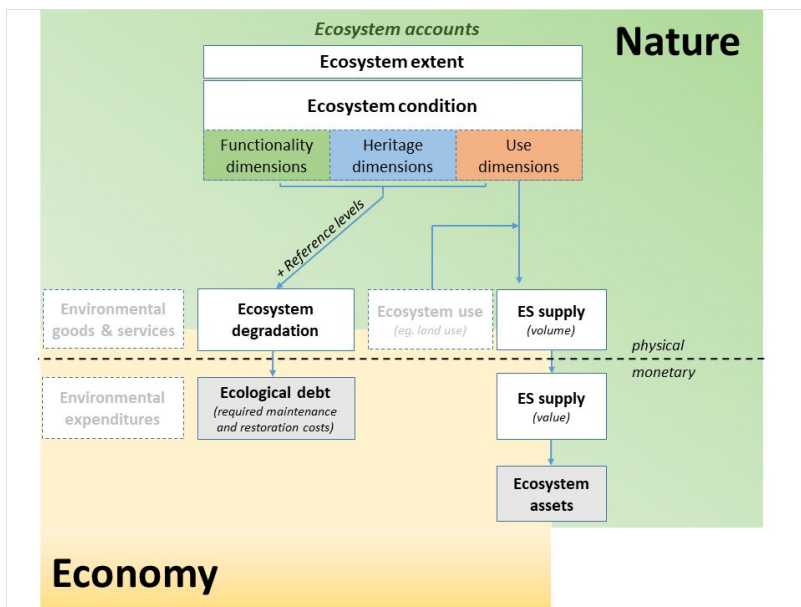 Ecosystem accounts
Nature
Ecosystem extent
Ecosystem condition
Functionality
dimensions
Heritage
dimensions
Use
dimensions
+ Reference levels
Environmental
goods & services
Ecosystem
degradation
Ecosystem use
(eg. land use)
ES supply
(volume)
physical
monetary
Environmental
expenditures
Ecological debt
(required maintenance
and restoration costs)
ES supply
(value)
Ecosystem
assets
Economy